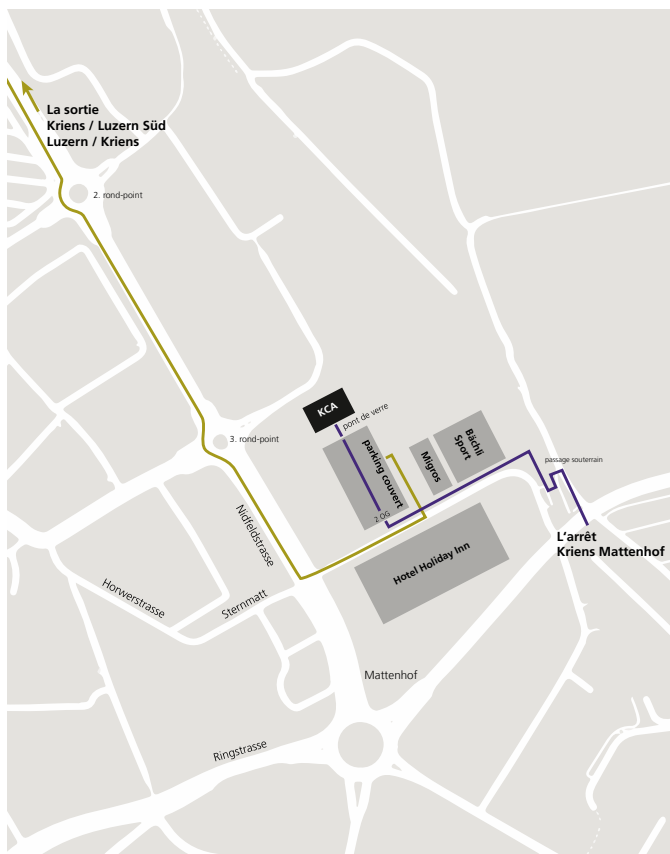 La sortie
Kriens / Luzern Süd
Luzern / Kriens
2. rond-point
KCA
pont de verre
3. rond-point
parking couvert
Migros
Bächli
Sport
passage souterrain
2 OG
L'arrêt
Kriens Mattenhof
Nidfeldstrasse
Hotel Holiday Inn
Horwerstrasse
Sternmatt
Mattenhof
Ringstrasse